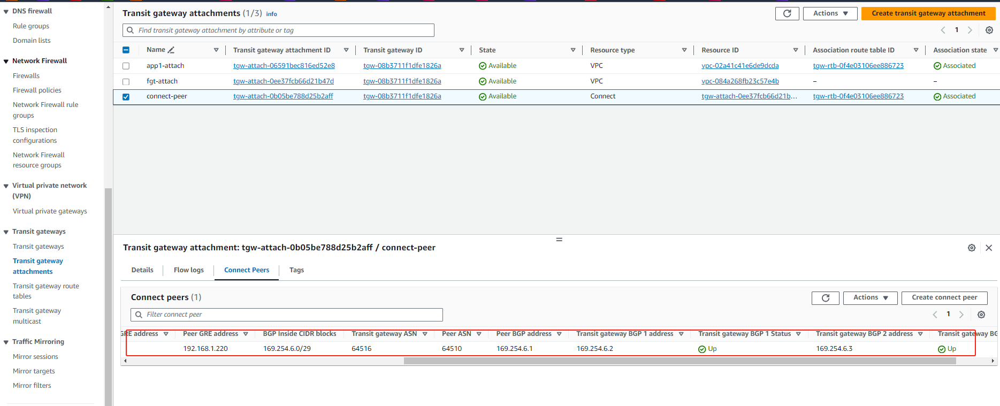 DNS firewall
Rule groups
Domain lists
Network Firewall
Firewalls
Firewall policies
Network Firewall rule
groups
TLS inspection
configurations
Network Firewall
resource groups
Virtual private network
(VPN)
Virtual private gateways
Transit gateways
Transit gateways
Transit gateway
attachments
Transit gateway route
tables
Transit gateway
multicast
Traffic Mirroring
Mirror sessions
Mirror targets
Mirror filters
Transit gateway attachments (1/3) Info
Actions
Create transit gateway attachment
Find transit gateway attachment by attribute or tag
1
Name Transit gateway attachment ID Transit gateway ID State Resource type Resource ID Association route table ID Association state
app1-attach tgw-attach-06591bec816ed52e8 tgw-08b3711f1dfe1826a Available VPC vpc-02a41c41e6de9dcda tgw-rtb-0f4e03106ee886723 Associated
fgt-attach tgw-attach-0ee37fcb66d21b47d tgw-08b3711f1dfe1826a Available VPC vpc-084a268fb23c57e4b – –
connect-peer tgw-attach-0b05be788d25b2aff tgw-08b3711f1dfe1826a Available Connect tgw-attach-0ee37fcb66d21b... tgw-rtb-0f4e03106ee886723 Associated
Transit gateway attachment: tgw-attach-0b05be788d25b2aff / connect-peer
Details Flow logs Connect Peers Tags
Connect peers (1)
Actions
Create connect peer
Filter connect peer
1
GRE address Peer GRE address BGP Inside CIDR blocks Transit gateway ASN Peer ASN Peer BGP address Transit gateway BGP 1 address Transit gateway BGP 1 Status Transit gateway BGP 2 address Transit gateway BG
192.168.1.220 169.254.6.0/29 64516 64510 169.254.6.1 169.254.6.2 Up 169.254.6.3 Up